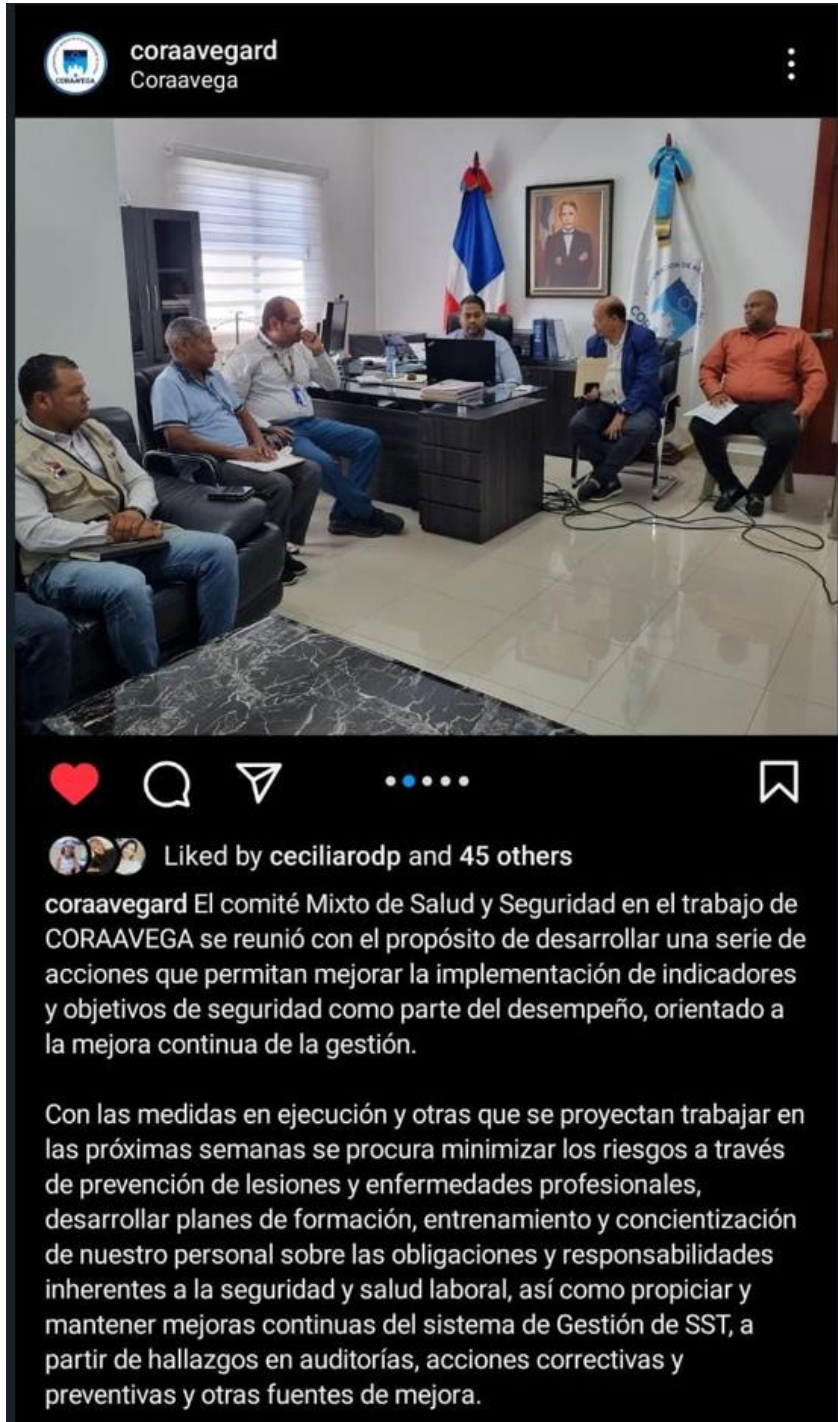 coraavegard
Coraavega
CORAAVEGA
Liked by ceciliarodp and 45 others
coraavegard El comité Mixto de Salud y Seguridad en el trabajo de
CORAAVEGA se reunió con el propósito de desarrollar una serie de
acciones que permitan mejorar la implementación de indicadores
y objetivos de seguridad como parte del desempeño, orientado a
la mejora continua de la gestión.
Con las medidas en ejecución y otras que se proyectan trabajar en
las próximas semanas se procura minimizar los riesgos a través
de prevención de lesiones y enfermedades profesionales,
desarrollar planes de formación, entrenamiento y concientización
de nuestro personal sobre las obligaciones y responsabilidades
inherentes a la seguridad y salud laboral, así como propiciar y
mantener mejoras continuas del sistema de Gestión de SST, a
partir de hallazgos en auditorías, acciones correctivas y
preventivas y otras fuentes de mejora.